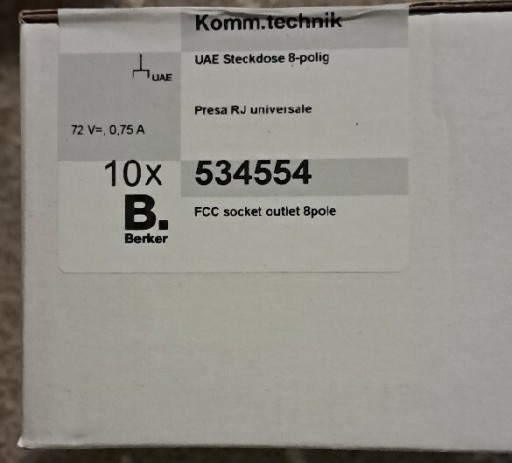 Komm.technik
UAE
UAE Steckdose 8-polig
Presa RJ universale
72 V=, 0,75 A
10x
534554
B.
Berker
FCC socket outlet 8pole